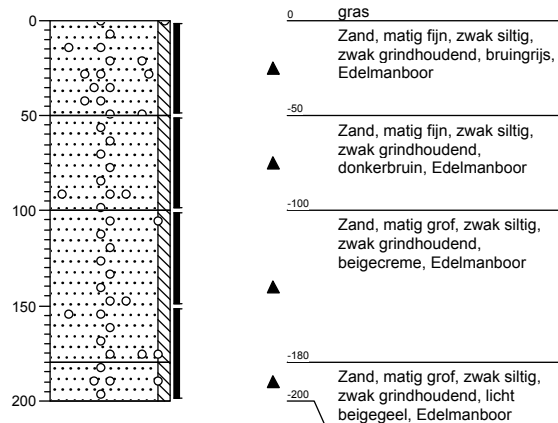 0
50
100
150
200
0
gras
Zand, matig fijn, zwak siltig,
zwak grindhoudend, bruingrijs,
Edelmanboor
-50
Zand, matig fijn, zwak siltig,
zwak grindhoudend,
donkerbruin, Edelmanboor
-100
Zand, matig grof, zwak siltig,
zwak grindhoudend,
beigecreme, Edelmanboor
-180
Zand, matig grof, zwak siltig,
zwak grindhoudend, licht
beigegeel, Edelmanboor
-200